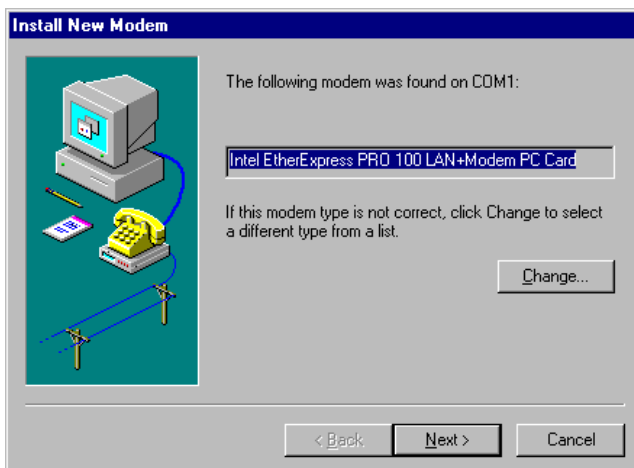 Install New Modem
The following modem was found on COM1:
Intel EtherExpress PRO 100 LAN+Modem PC Card
If this modem type is not correct, click Change to select
a different type from a list.
Change...
< Back
Next >
Cancel